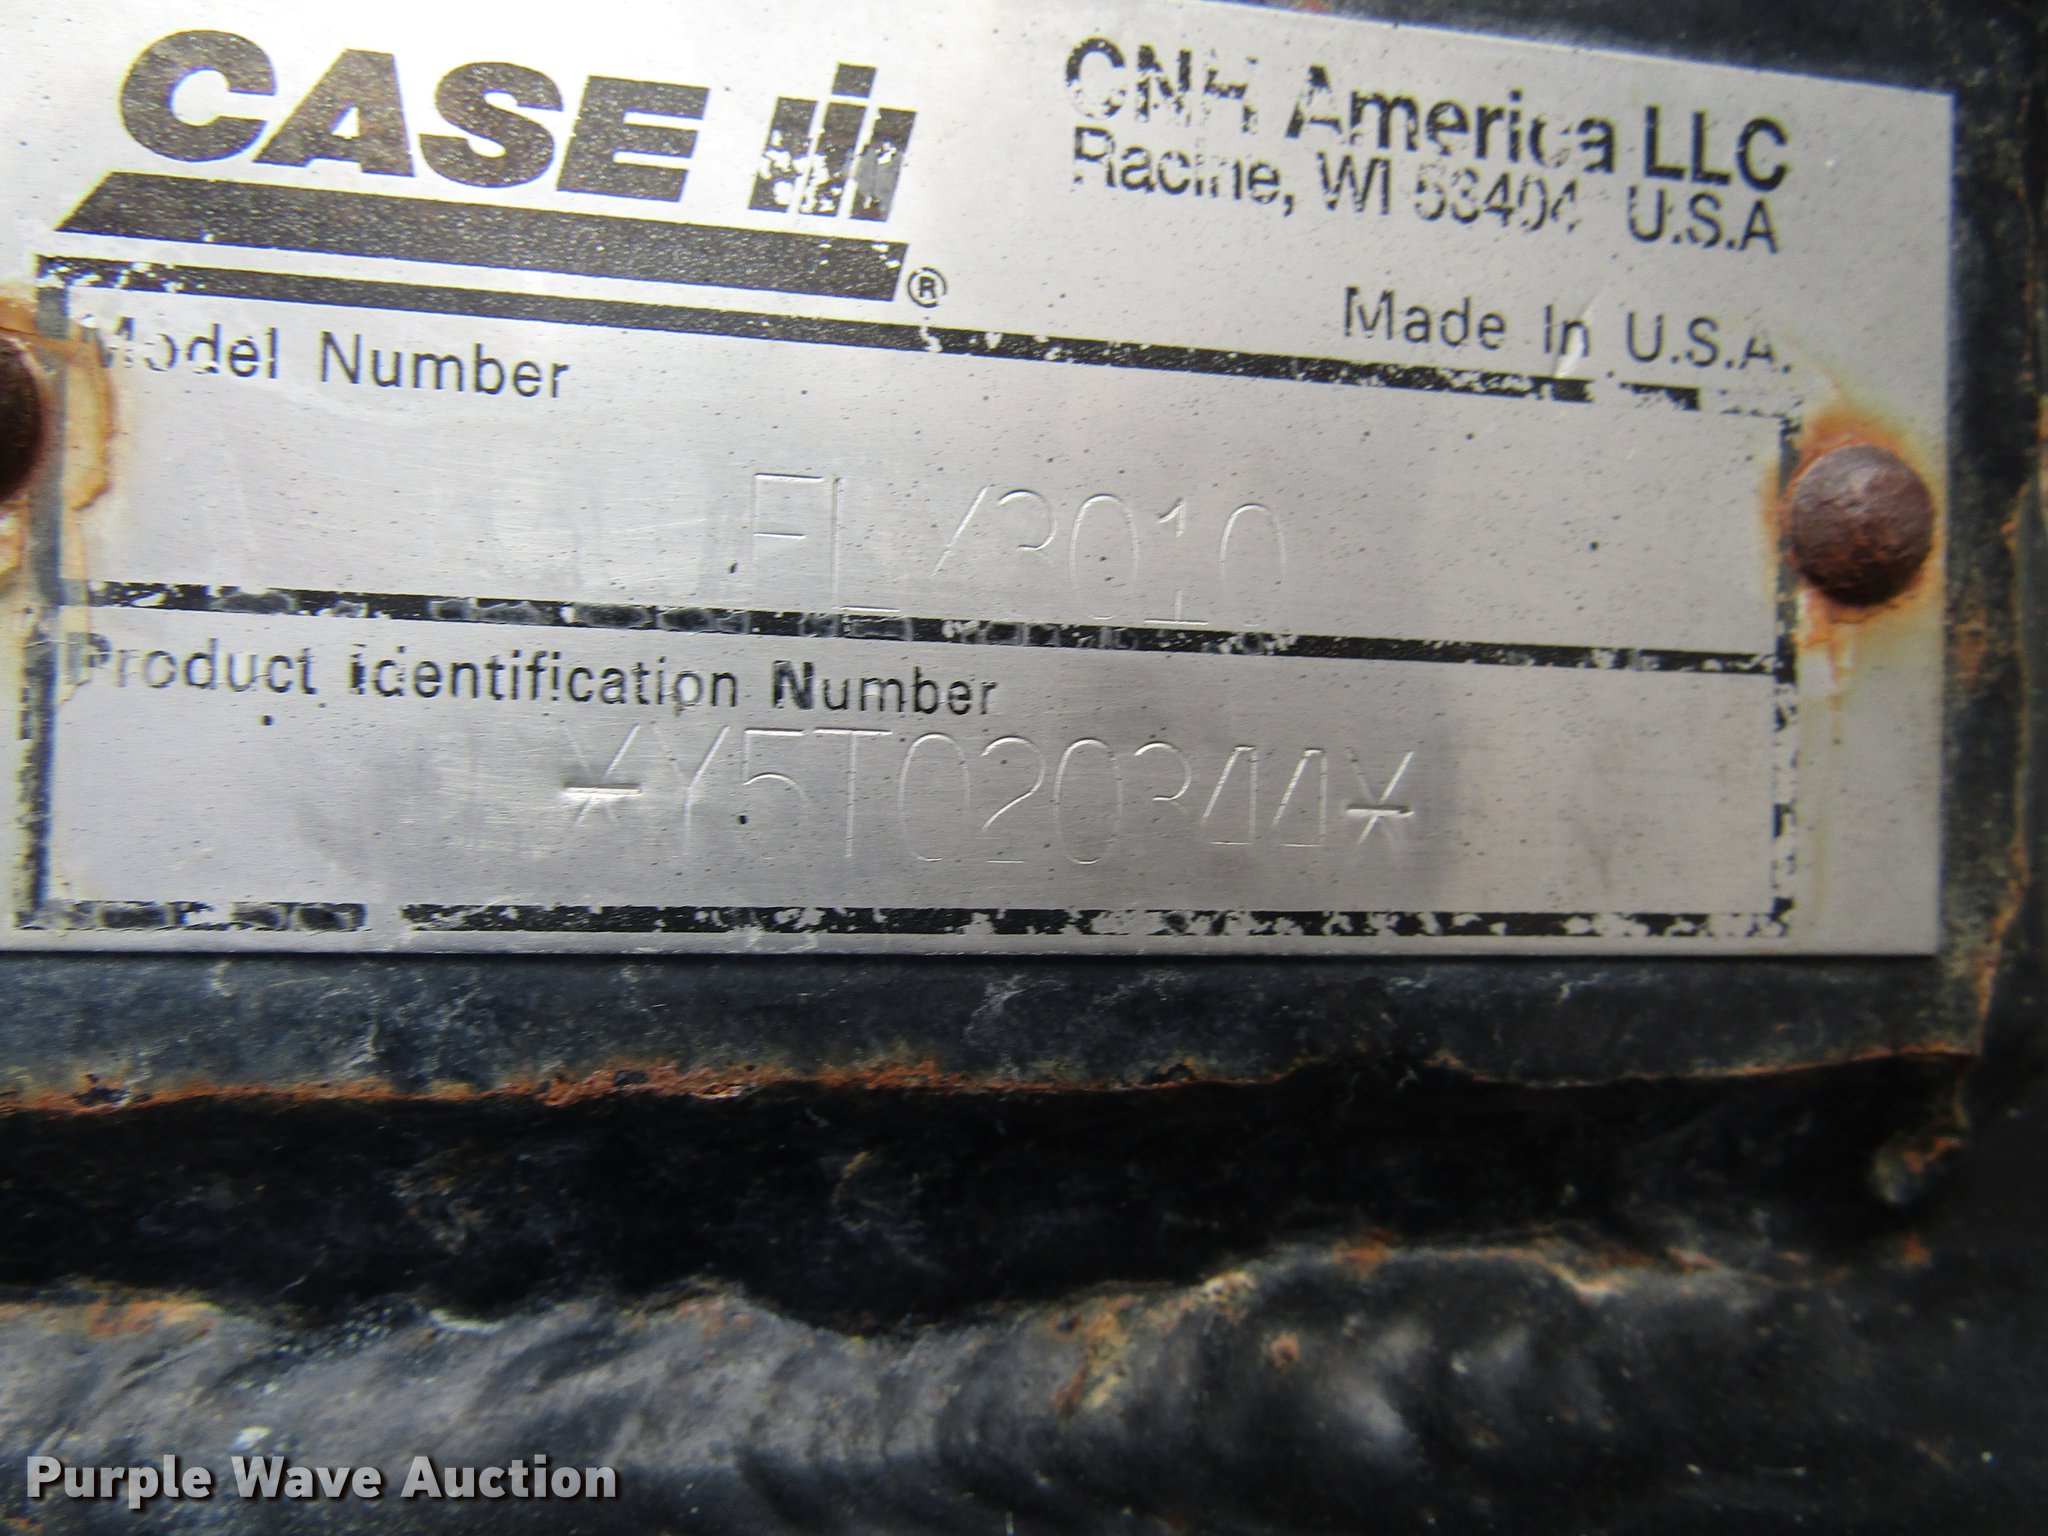 CASE IH ®
CNH America LLC
Racine, WI 53404 U.S.A
Made In U.S.A.
Model Number
FLX3010
Product Identification Number
*Y5T020344*
Purple Wave Auction